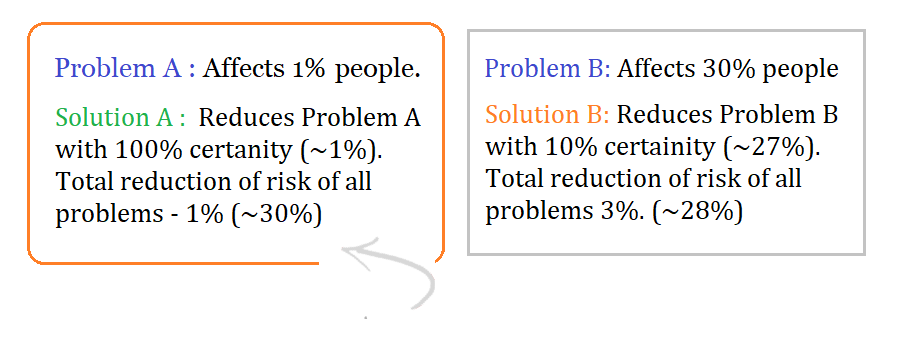 Problem A : Affects 1% people.
Solution A : Reduces Problem A
with 100% certanity (~1%).
Total reduction of risk of all
problems - 1% (~30%)
Problem B: Affects 30% people
Solution B: Reduces Problem B
with 10% certainity (~27%).
Total reduction of risk of all
problems 3%. (~28%)